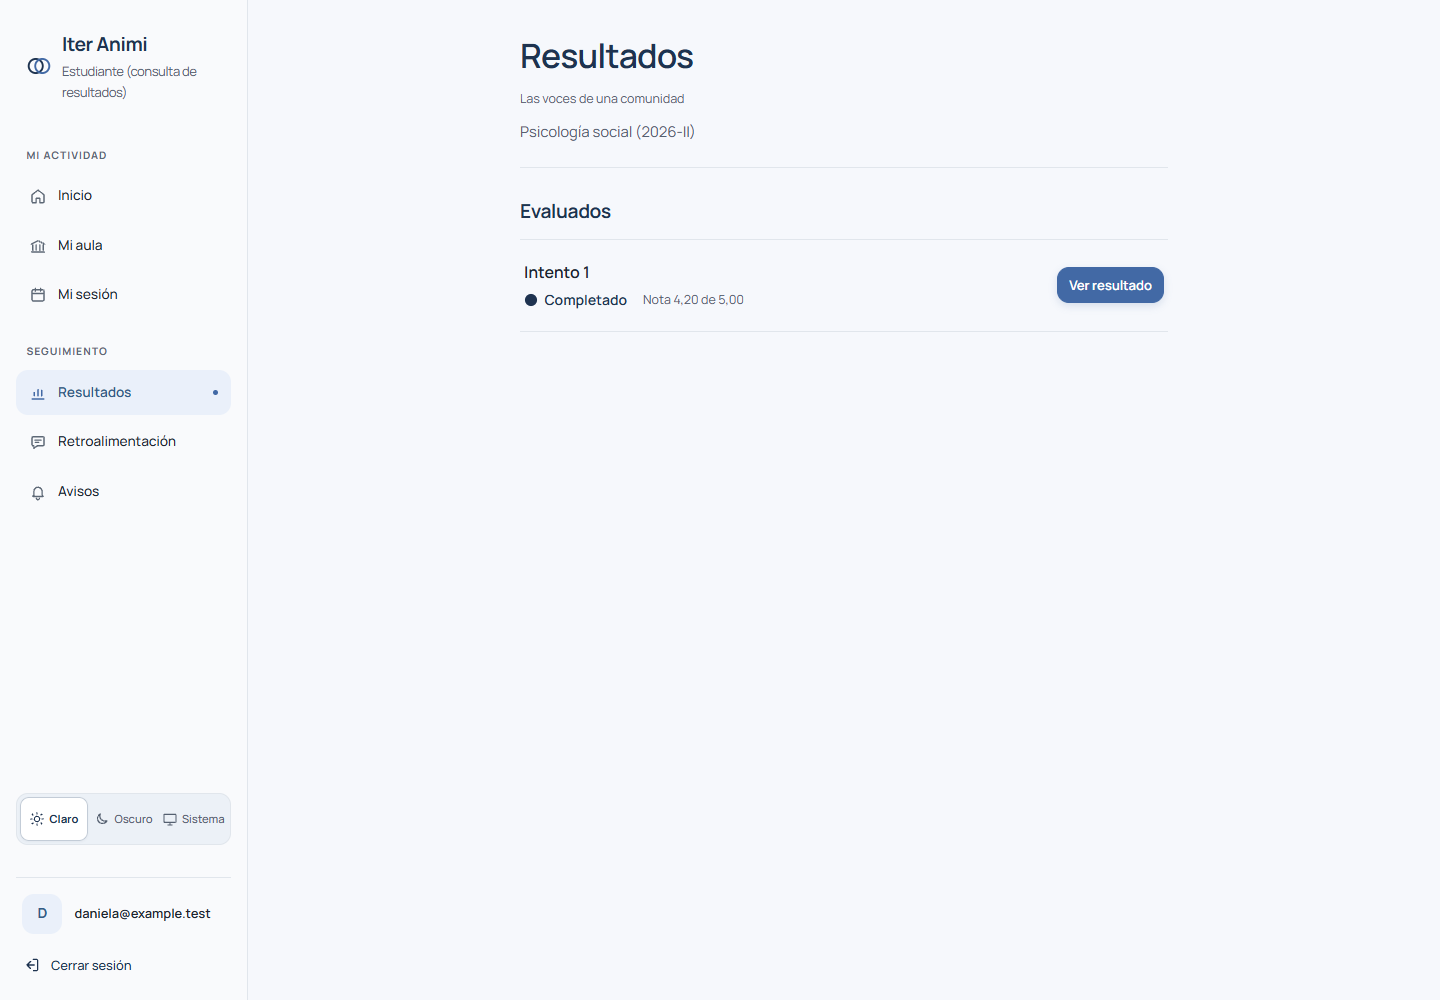 Iter Animi
Estudiante (consulta de
resultados)
MI ACTIVIDAD
Inicio
Mi aula
Mi sesión
SEGUIMIENTO
Resultados
Retroalimentación
Avisos
Claro
Oscuro
Sistema
D
daniela@example.test
Cerrar sesión
Resultados
Las voces de una comunidad
Psicología social (2026-II)
Evaluados
Intento 1
Completado
Nota 4,20 de 5,00
Ver resultado